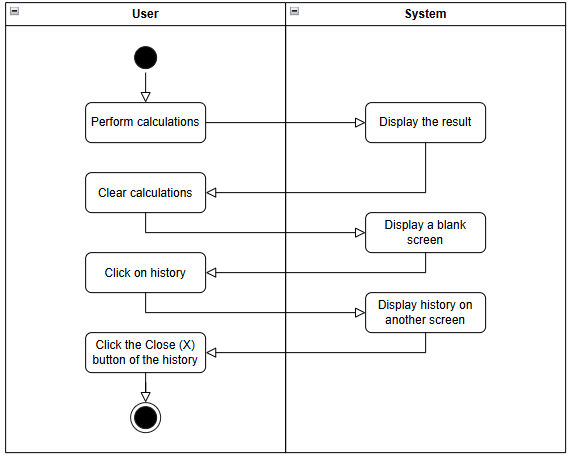 User
System
Perform calculations
Display the result
Clear calculations
Display a blank
screen
Click on history
Display history on
another screen
Click the Close (X)
button of the history